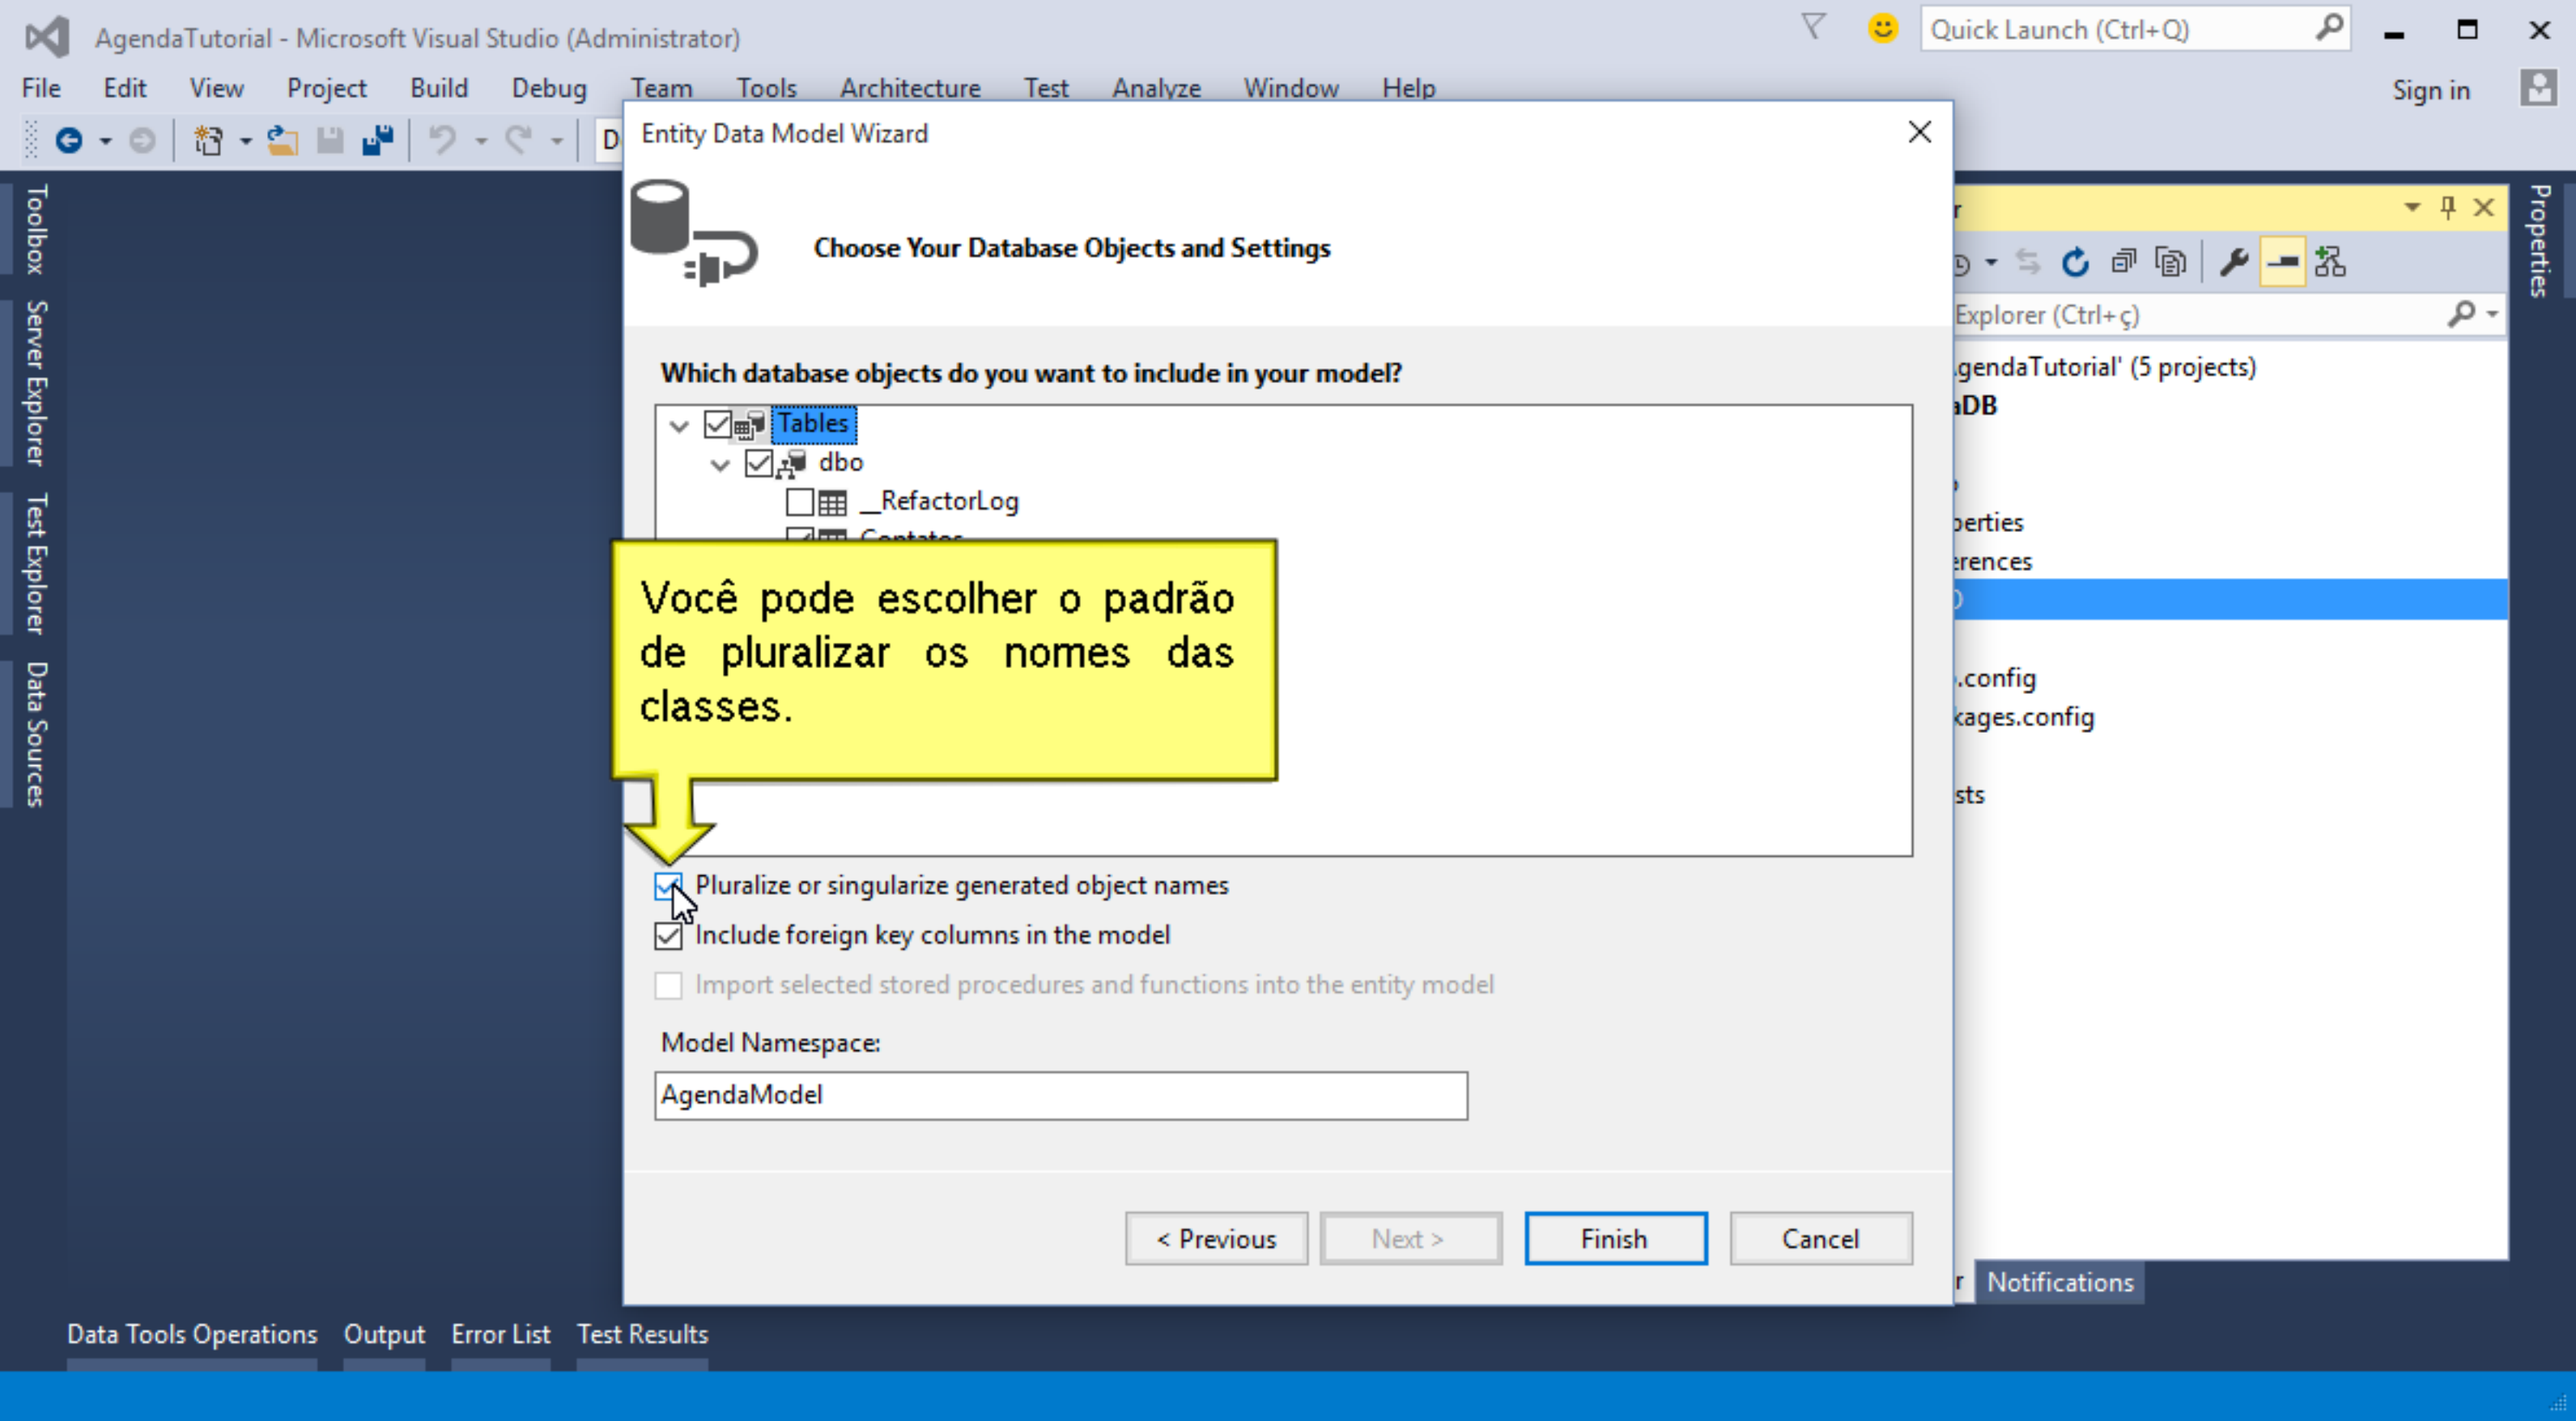 AgendaTutorial - Microsoft Visual Studio (Administrator)
Quick Launch (Ctrl+Q)
File Edit View Project Build Debug Team Tools Architecture Test Analyze Window Help
Sign in
Entity Data Model Wizard
Choose Your Database Objects and Settings
Which database objects do you want to include in your model?
Tables
dbo
__RefactorLog
Contatos
Você pode escolher o padrão
de pluralizar os nomes das
classes.
Pluralize or singularize generated object names
Include foreign key columns in the model
Import selected stored procedures and functions into the entity model
Model Namespace:
AgendaModel
< Previous
Next >
Finish
Cancel
Toolbox
Server Explorer
Test Explorer
Data Sources
Properties
Explorer (Ctrl+ç)
gendaTutorial' (5 projects)
aDB
perties
erences
.config
kages.config
sts
Notifications
Data Tools Operations Output Error List Test Results